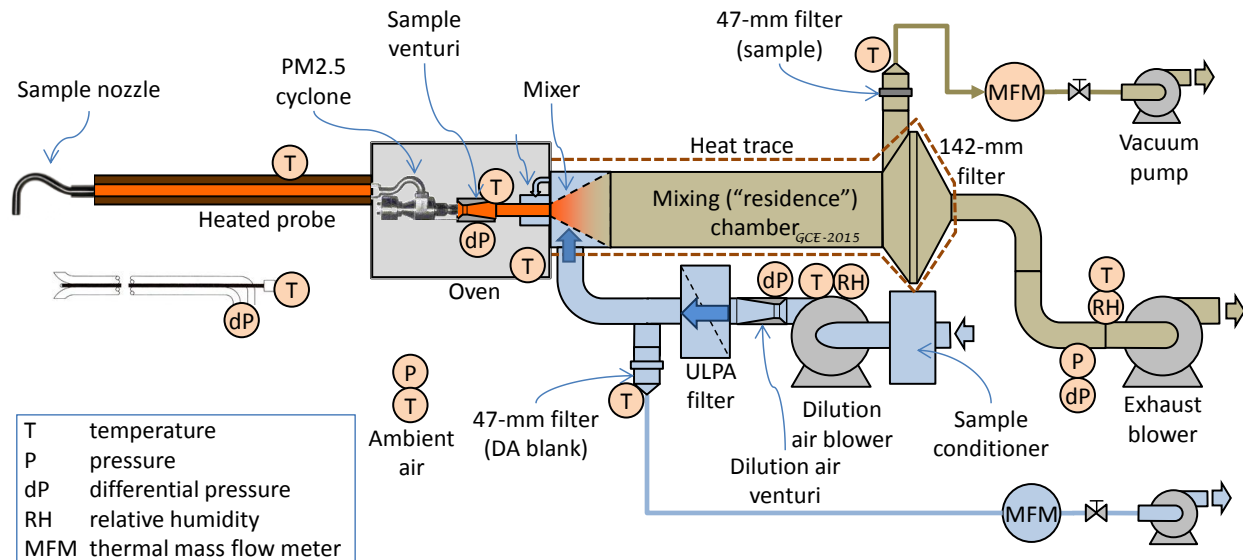 Sample nozzle
PM2.5
cyclone
Sample
venturi
Mixer
47-mm filter
(sample)
T
MFM
Vacuum
pump
Heat trace
142-mm
filter
T
Heated probe
T
dP
T
Oven
Mixing (“residence”)
chamber
GCE-2015
T
dP
dP
T
RH
ULPA
filter
T
RH
P
dP
Exhaust
blower
P
T
Ambient
air
47-mm filter
(DA blank)
T
Dilution
air blower
Dilution air
venturi
Sample
conditioner
MFM
T temperature
P pressure
dP differential pressure
RH relative humidity
MFM thermal mass flow meter